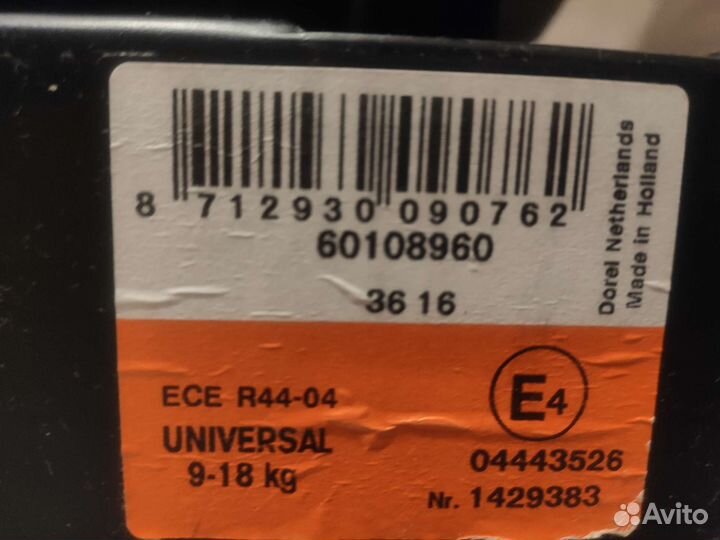 8 712930 090762
60108960
36 16
Dorel Netherlands
Made in Holland
ECE R44-04
UNIVERSAL
9-18 kg
E4
04443526
Nr. 1429383
Avito